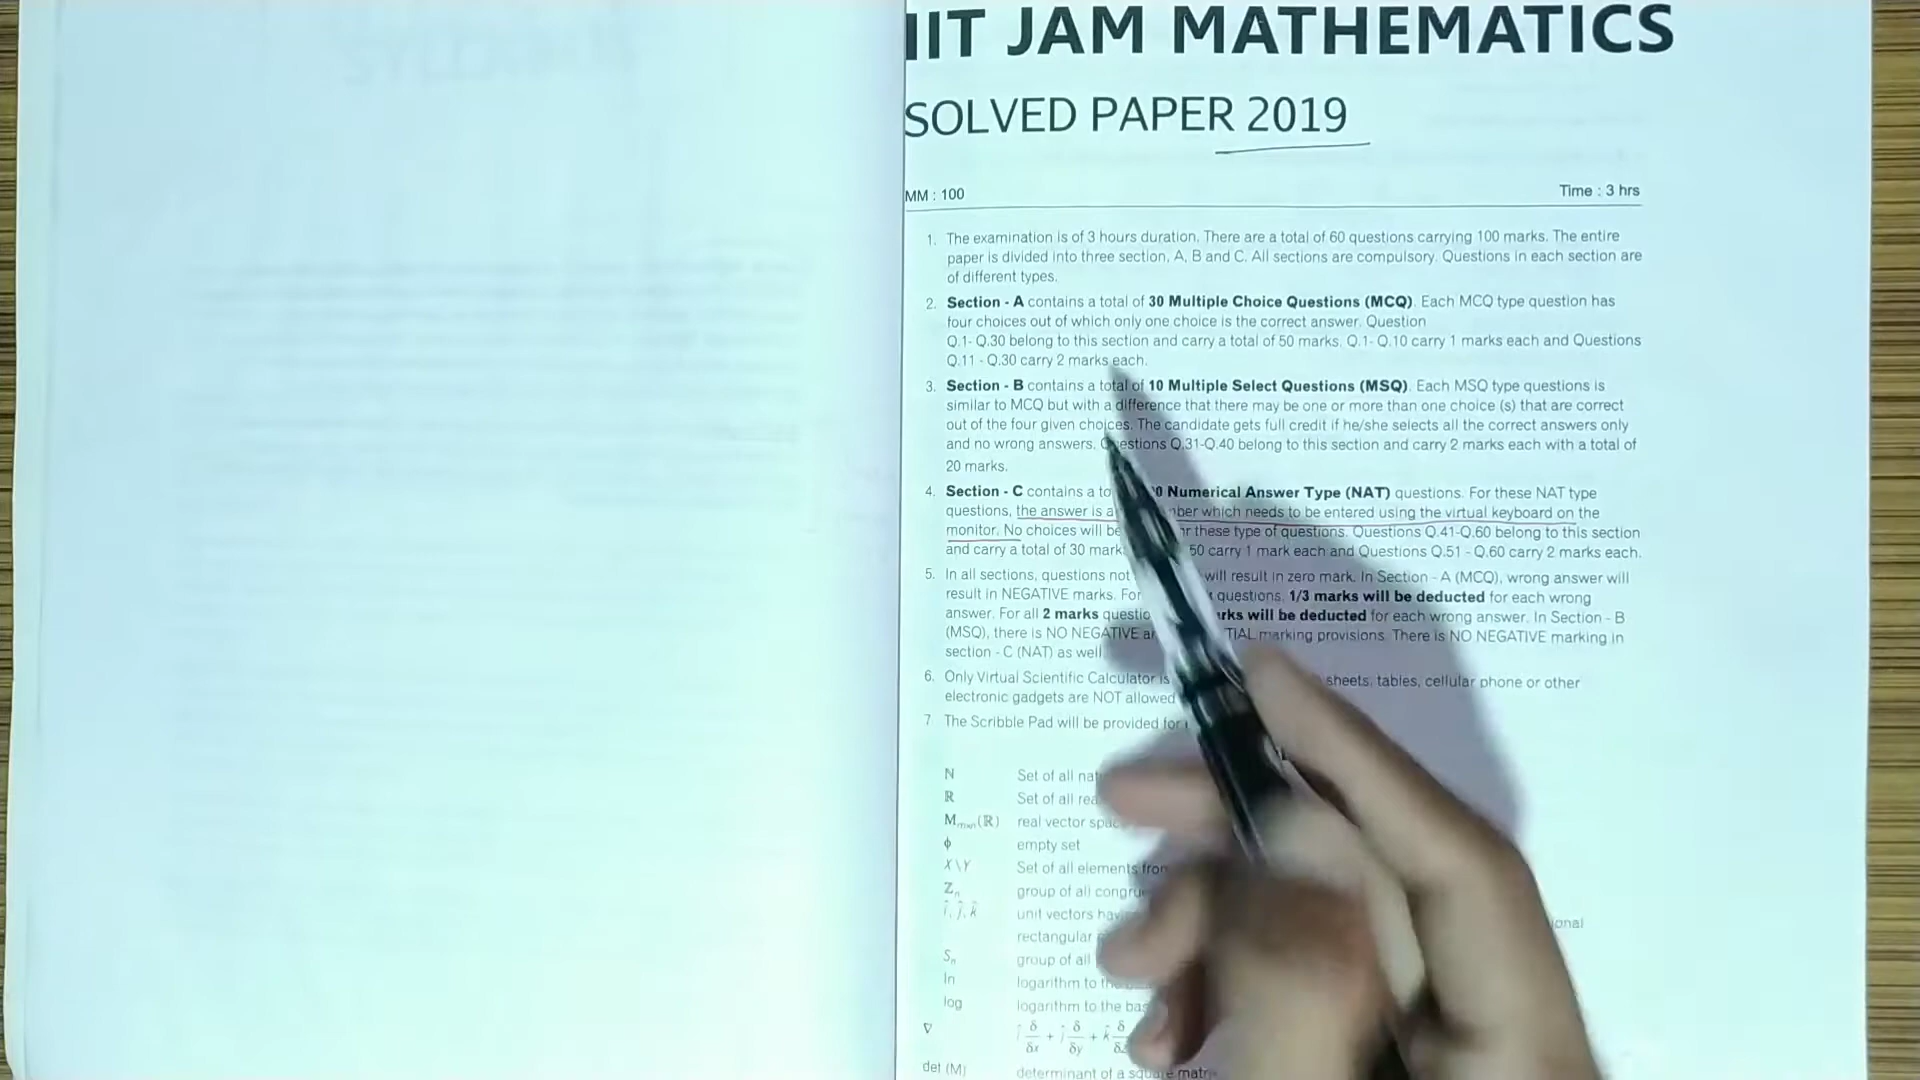 IIT JAM MATHEMATICS
SOLVED PAPER 2019
MM : 100 Time : 3 hrs
1. The examination is of 3 hours duration. There are a total of 60 questions carrying 100 marks. The entire
paper is divided into three section, A, B and C. All sections are compulsory. Questions in each section are
of different types.
2. Section - A contains a total of 30 Multiple Choice Questions (MCQ). Each MCQ type question has
four choices out of which only one choice is the correct answer. Question
Q.1- Q.30 belong to this section and carry a total of 50 marks. Q.1- Q.10 carry 1 marks each and Questions
Q.11 - Q.30 carry 2 marks each.
3. Section - B contains a total of 10 Multiple Select Questions (MSQ). Each MSQ type questions is
similar to MCQ but with a difference that there may be one or more than one choice (s) that are correct
out of the four given choices. The candidate gets full credit if he/she selects all the correct answers only
and no wrong answers. Questions Q.31-Q.40 belong to this section and carry 2 marks each with a total of
20 marks.
4. Section - C contains a Numerical Answer Type (NAT) questions. For these NAT type
questions, the answer is a which needs to be entered using the virtual keyboard on the
monitor. No choices will be these type of questions. Questions Q.41-Q.60 belong to this section
and carry a total of 30 50 carry 1 mark each and Questions Q.51 - Q.60 carry 2 marks each.
5. In all sections, questions not will result in zero mark. In Section - A (MCQ), wrong answer will
result in NEGATIVE marks. For questions, 1/3 marks will be deducted for each wrong
answer. For all 2 marks will be deducted for each wrong answer. In Section - B
(MSQ), there is NO NEGATIVE marking provisions. There is NO NEGATIVE marking in
section - C (NAT) as well.
6. Only Virtual Scientific Calculator is sheets, tables, cellular phone or other
electronic gadgets are NOT allowed
7. The Scribble Pad will be provided for
N Set of all
ℝ Set of all
M_{m×n}(ℝ) real vector
ϕ empty set
X\Y Set of all elements
Z_n group of all
î, ĵ, k̂ unit vectors
rectangular
S_n group of all
ln logarithm to
log logarithm to the
∇ î δ/δx + ĵ δ/δy + k̂
det (M) determinant of a square